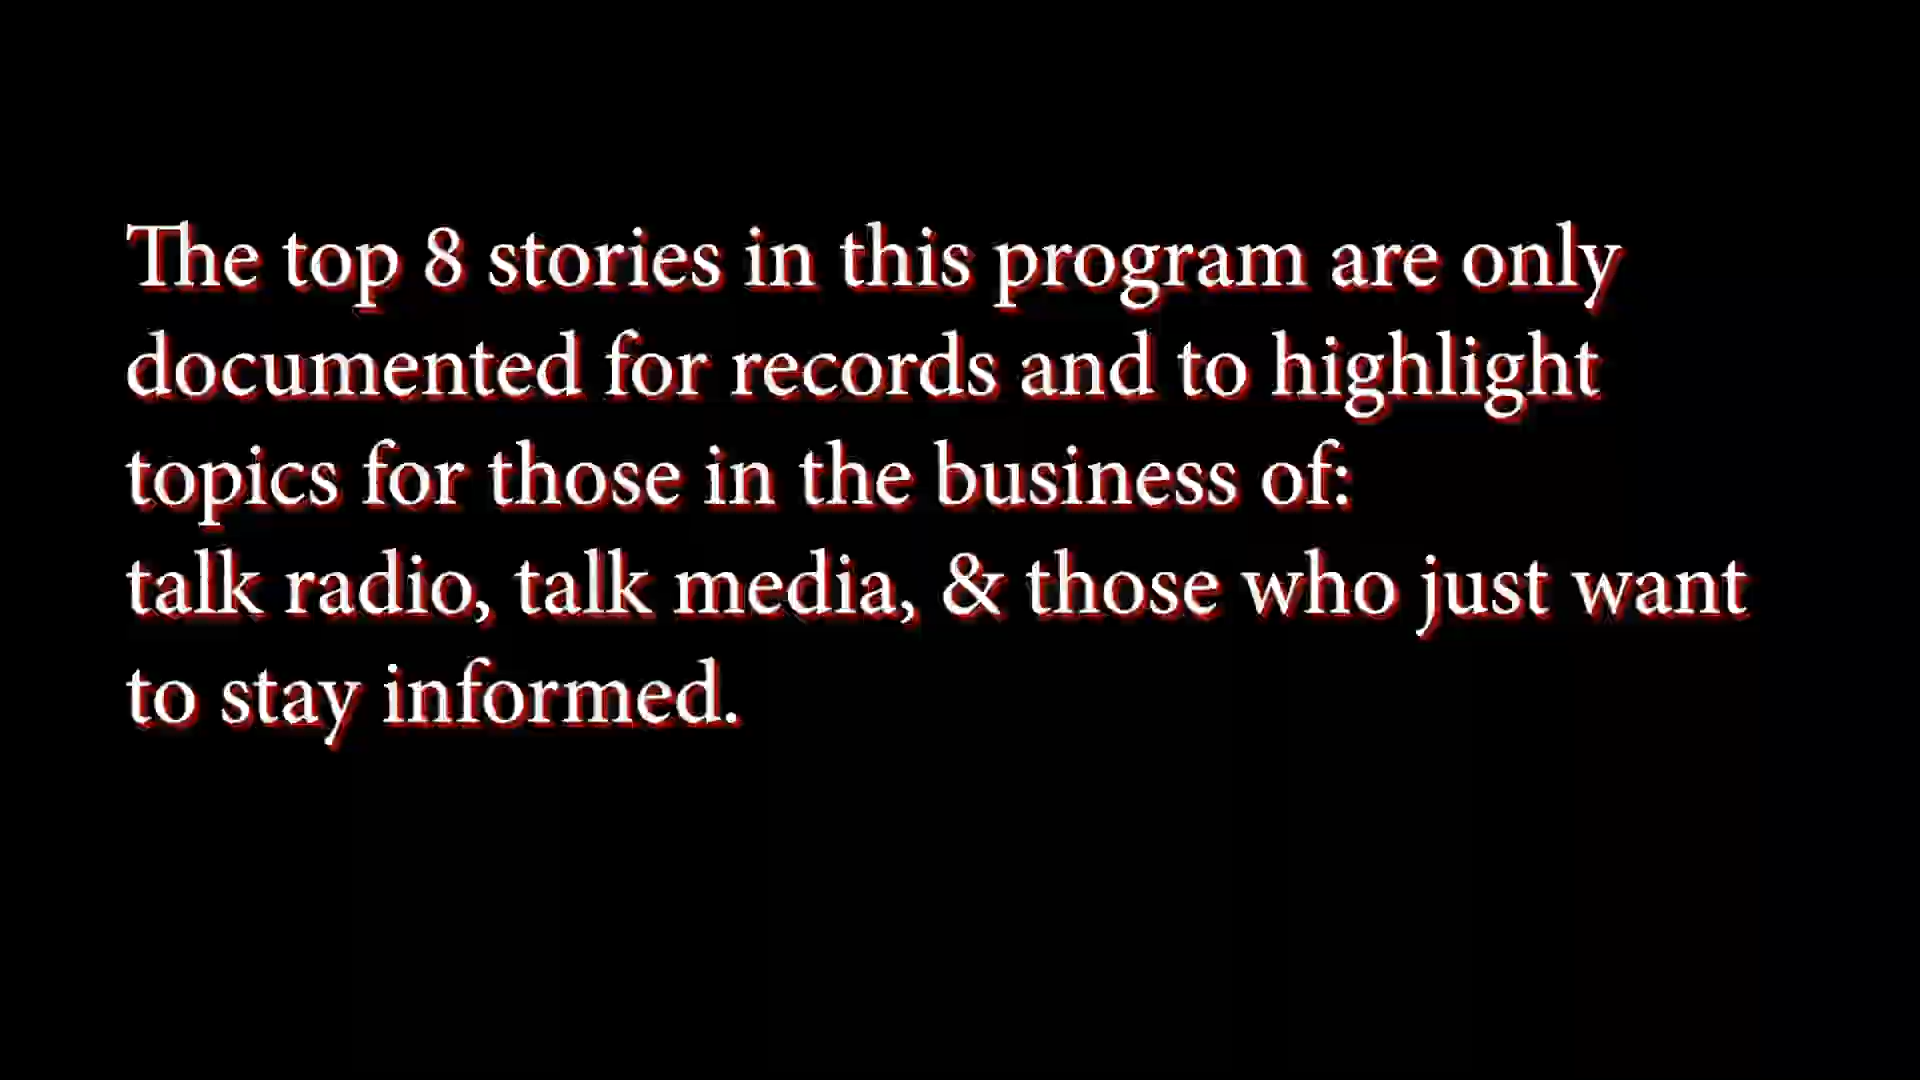 The top 8 stories in this program are only
documented for records and to highlight
topics for those in the business of:
talk radio, talk media, & those who just want
to stay informed.